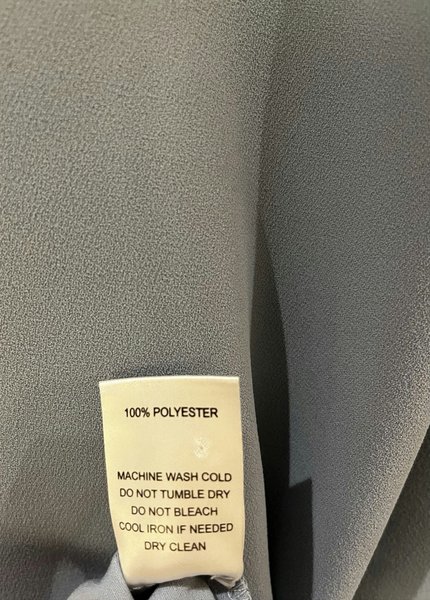 100% POLYESTER
MACHINE WASH COLD
DO NOT TUMBLE DRY
DO NOT BLEACH
COOL IRON IF NEEDED
DRY CLEAN